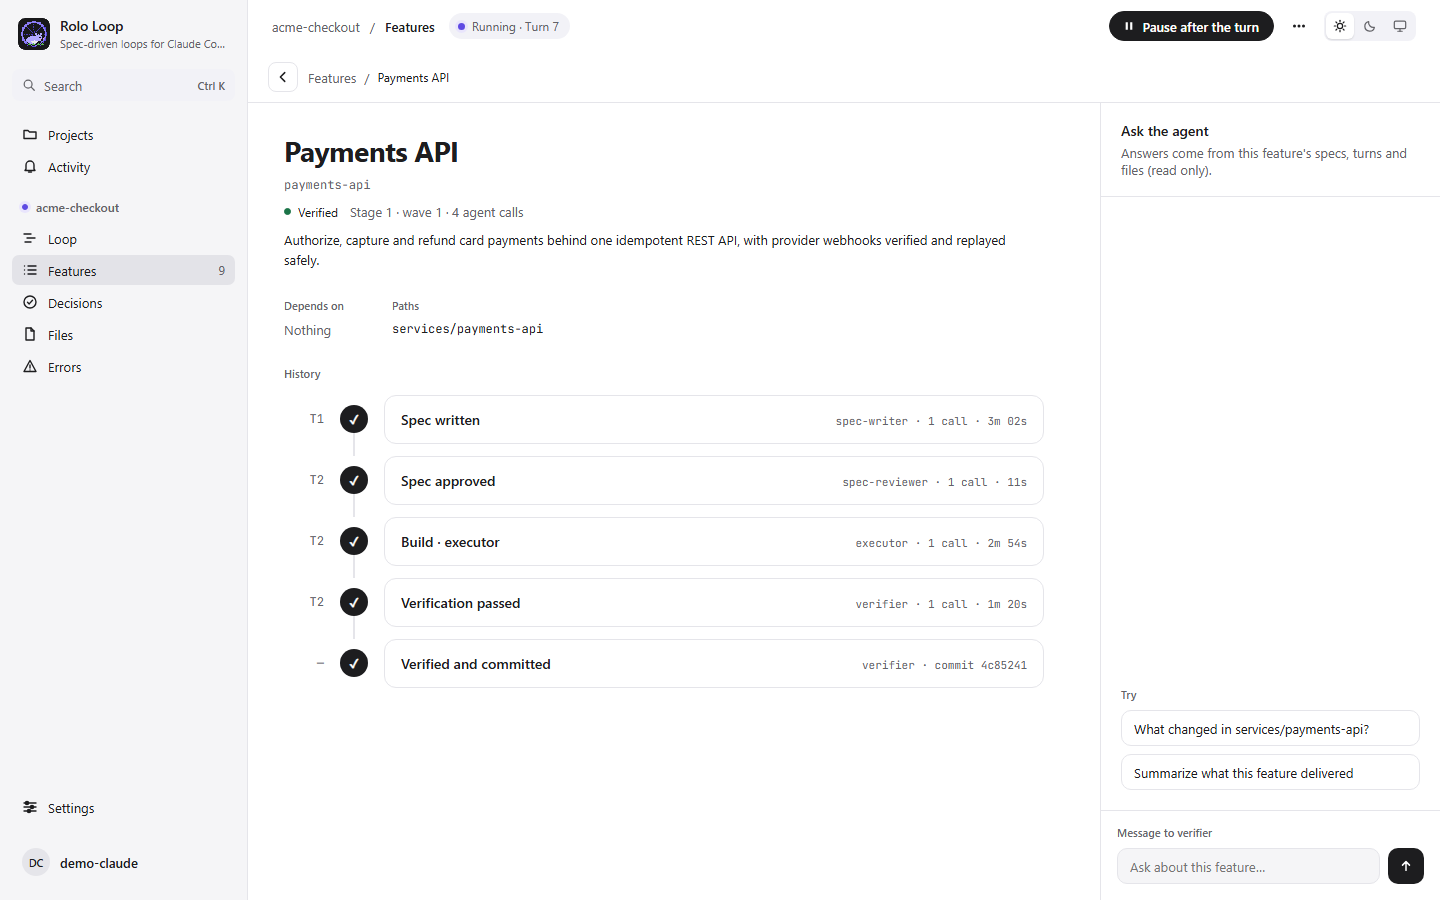 Rolo Loop
Spec-driven loops for Claude Co...
Search
Ctrl K
Projects
Activity
acme-checkout
Loop
Features
9
Decisions
Files
Errors
Settings
DC
demo-claude
acme-checkout / Features
Running · Turn 7
Pause after the turn
Features / Payments API
Payments API
payments-api
Verified
Stage 1 · wave 1 · 4 agent calls
Authorize, capture and refund card payments behind one idempotent REST API, with provider webhooks verified and replayed
safely.
Depends on
Paths
Nothing
services/payments-api
History
T1
Spec written
spec-writer · 1 call · 3m 02s
T2
Spec approved
spec-reviewer · 1 call · 11s
T2
Build · executor
executor · 1 call · 2m 54s
T2
Verification passed
verifier · 1 call · 1m 20s
–
Verified and committed
verifier · commit 4c85241
Ask the agent
Answers come from this feature's specs, turns and
files (read only).
Try
What changed in services/payments-api?
Summarize what this feature delivered
Message to verifier
Ask about this feature...